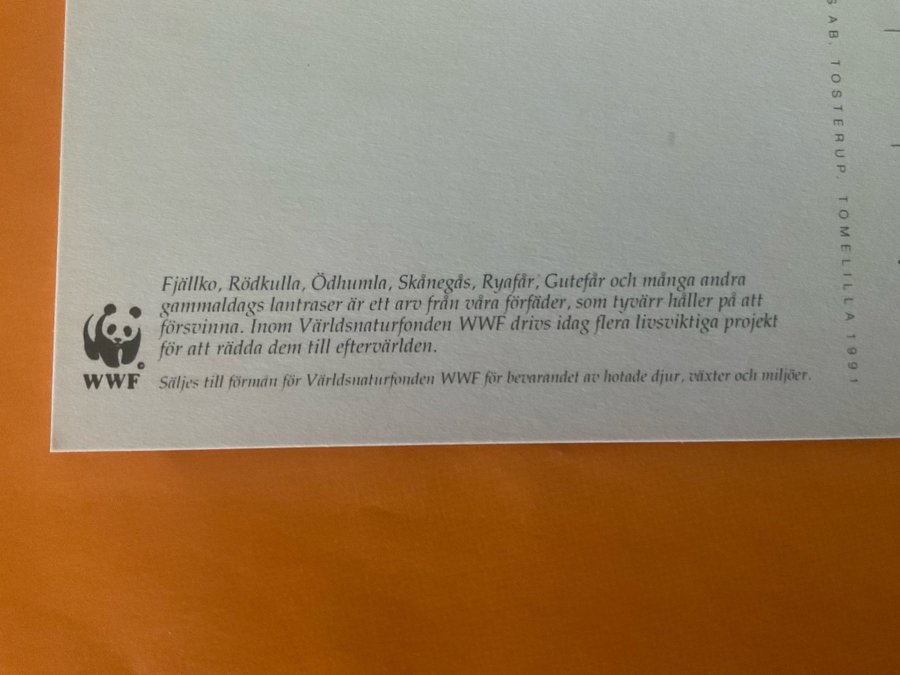 Fjällko, Rödkulla, Ödhumla, Skånegås, Ryafår, Gutefår och många andra
gammaldags lantraser är ett arv från våra förfäder, som tyvärr håller på att
försvinna. Inom Världsnaturfonden WWF drivs idag flera livsviktiga projekt
för att rädda dem till eftervärlden.
Säljes till förmån för Världsnaturfonden WWF för bevarandet av hotade djur, växter och miljöer.
WWF
SAB, TOSTERUP, TOMELILLA 1991